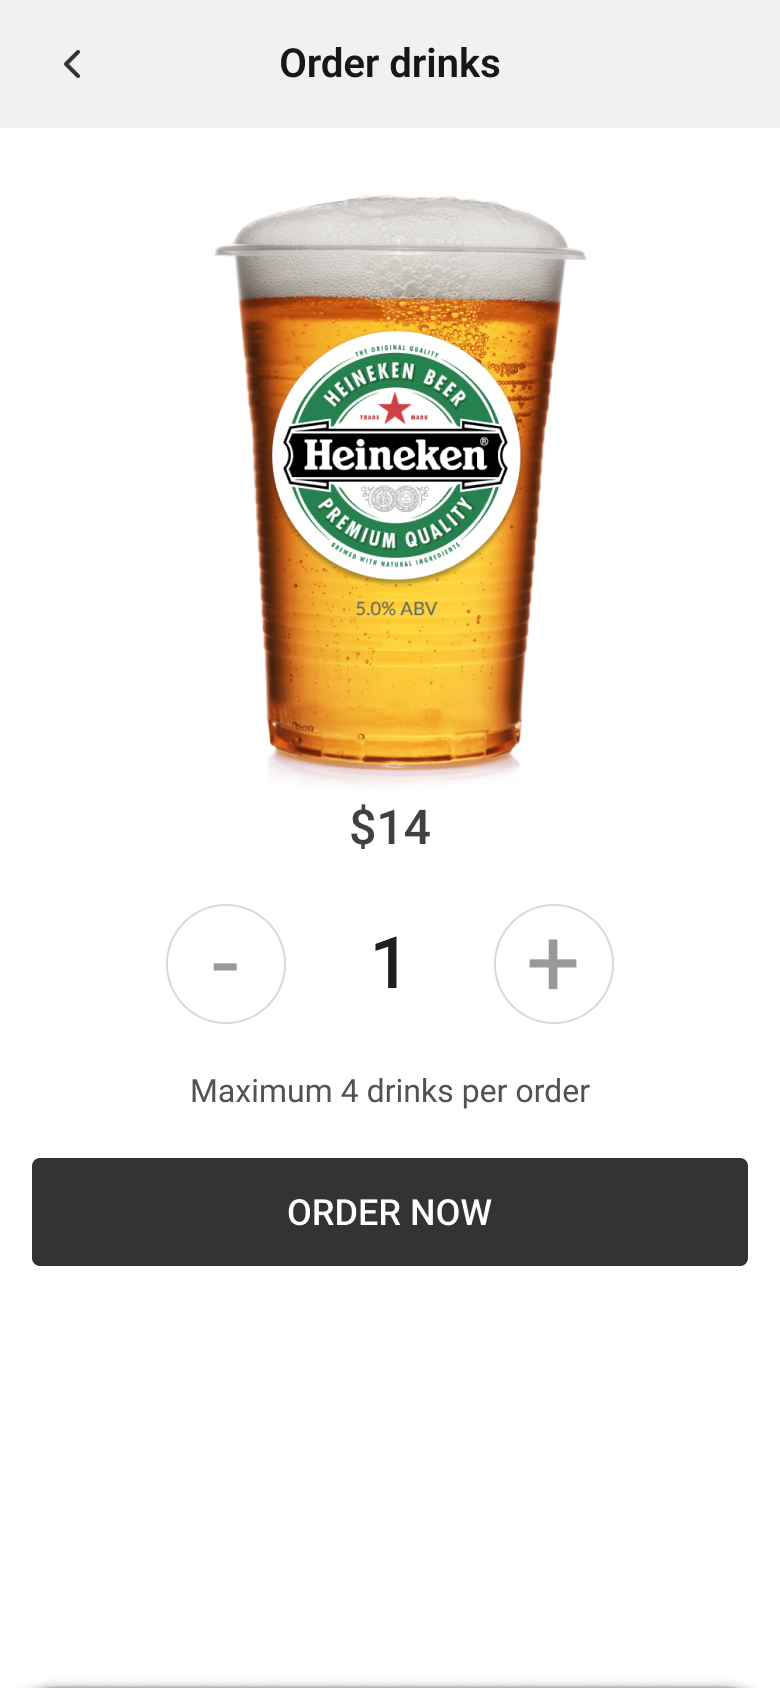 Order drinks
THE ORIGINAL QUALITY
HEINEKEN BEER
TRADE MARK
Heineken®
PREMIUM QUALITY
BREWED WITH NATURAL INGREDIENTS
5.0% ABV
$14
- 1 +
Maximum 4 drinks per order
ORDER NOW